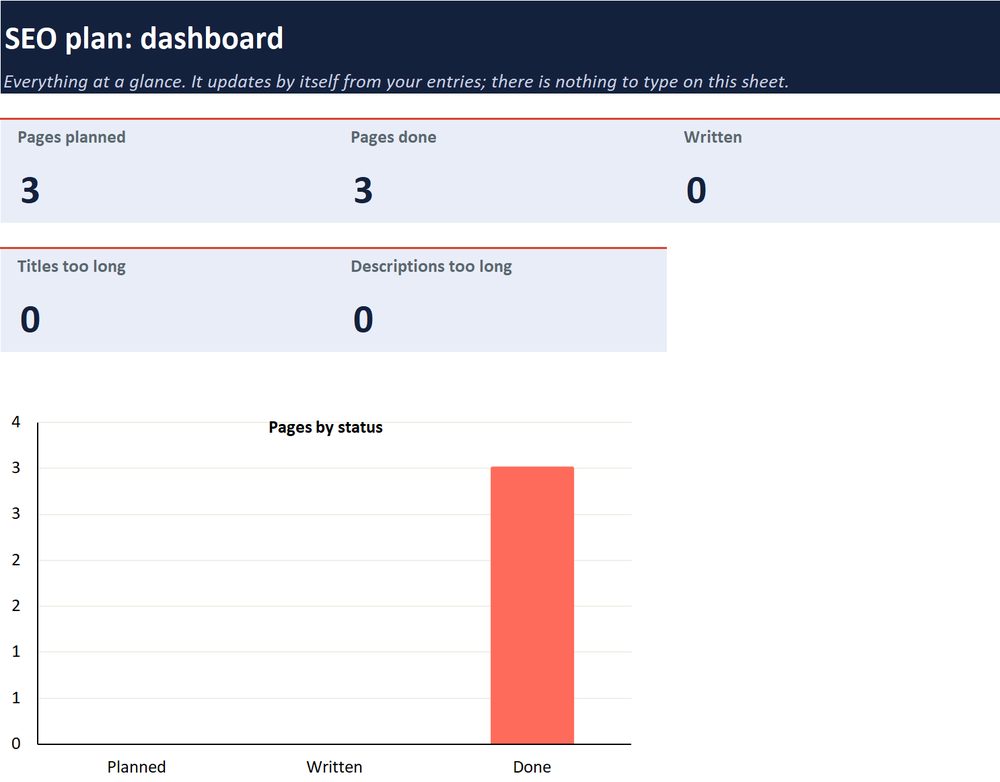 SEO plan: dashboard
Everything at a glance. It updates by itself from your entries; there is nothing to type on this sheet.
Pages planned Pages done Written
3 3 0
Titles too long Descriptions too long
0 0
Pages by status
4
3
3
2
2
1
1
0
Planned Written Done